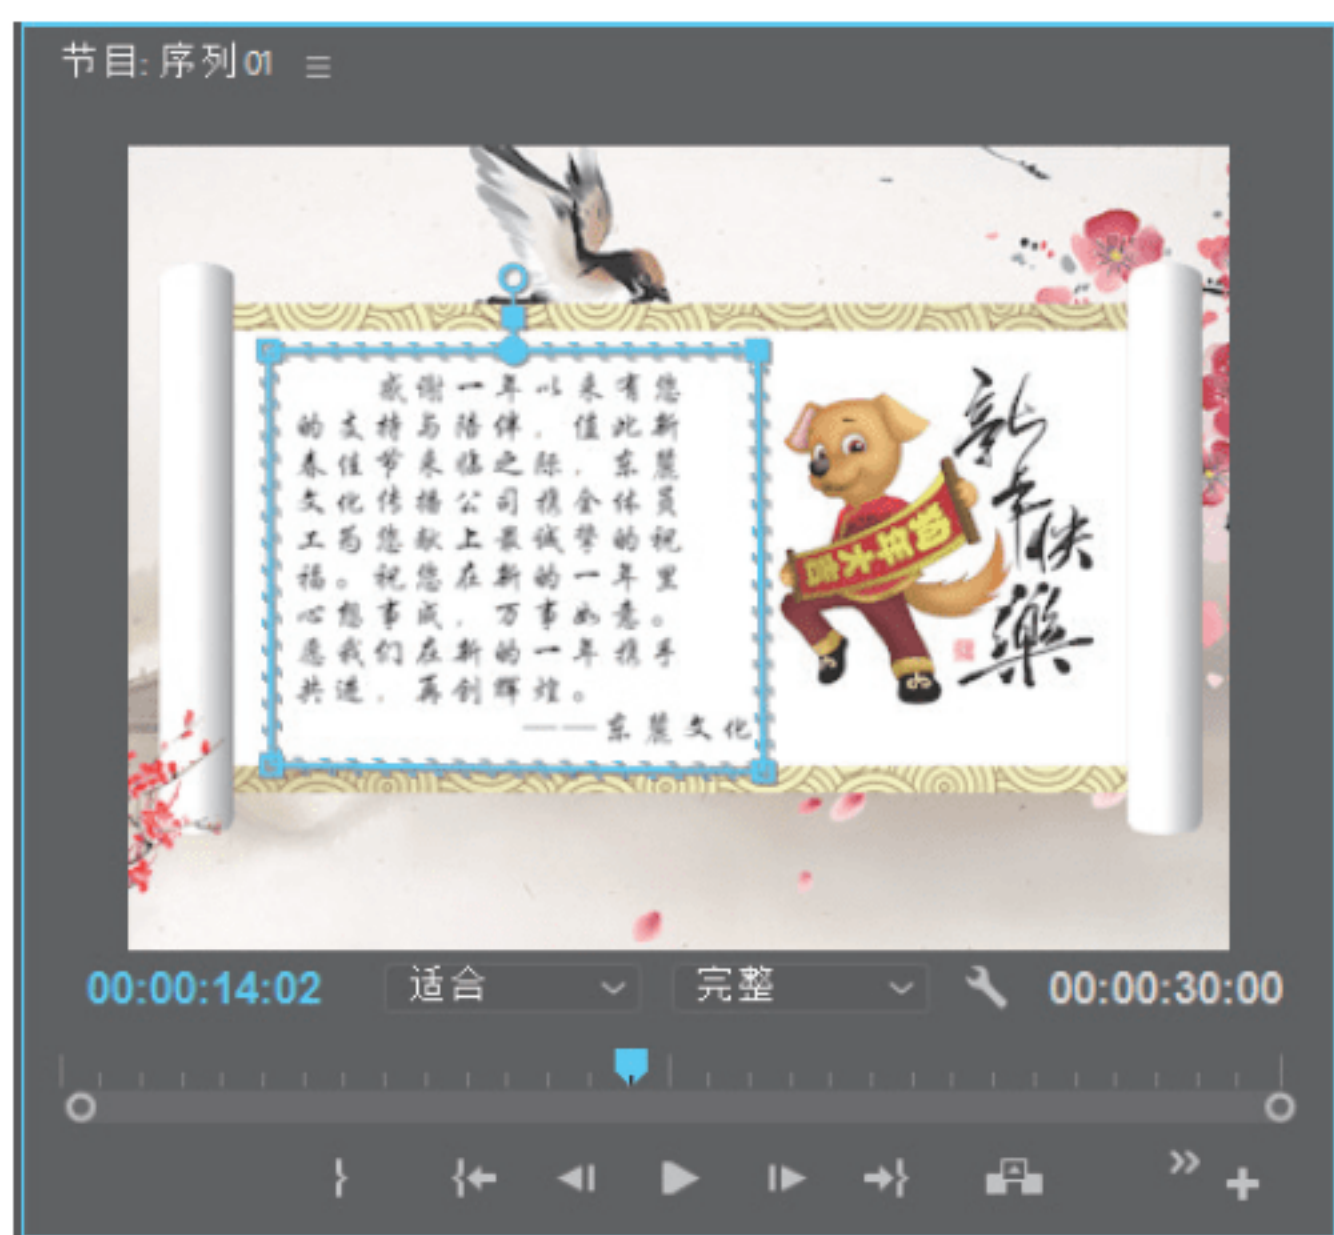 节目: 序列 01
感谢一年以来有您
的支持与陪伴，值此新
春佳节来临之际，东麓
文化传播公司携全体员
工为您献上最诚挚的祝
福。祝您在新的一年里
心想事成，万事如意。
愿我们在新的一年携手
共进，再创辉煌。
——东麓文化
狗年大吉
新年快樂
00:00:14:02
适合
完整
00:00:30:00